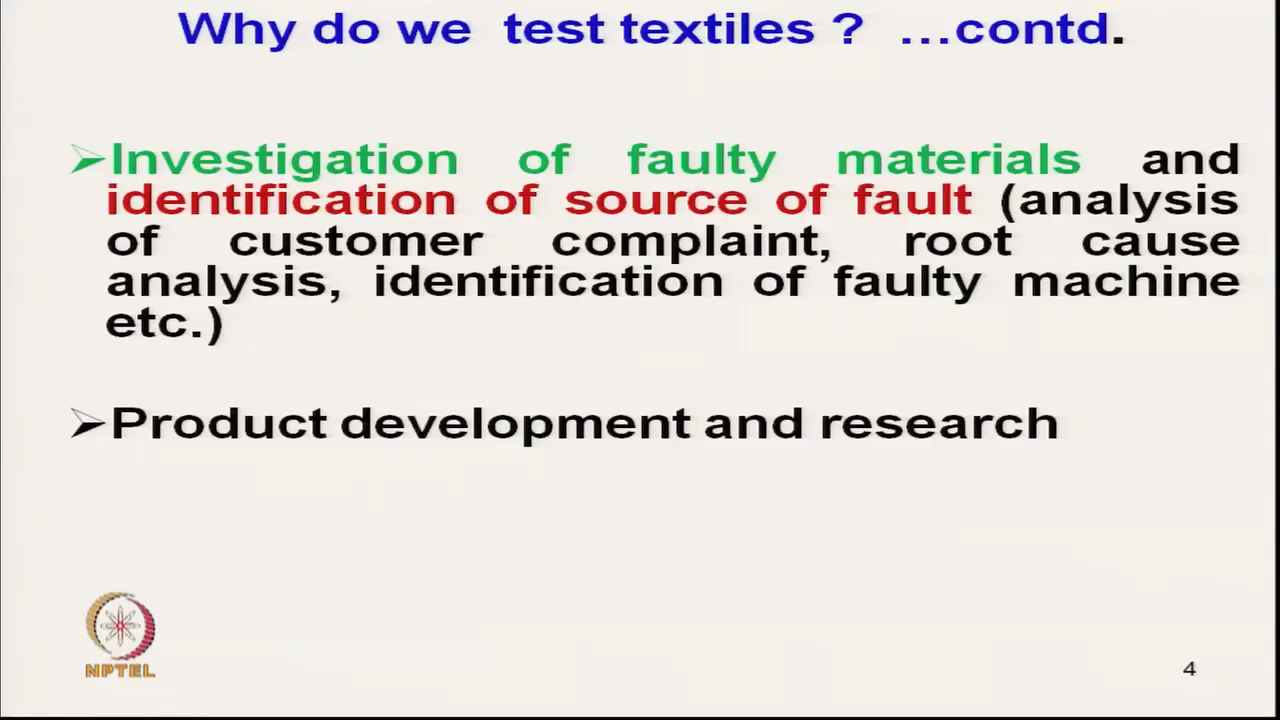 Why do we test textiles ? ...contd.
➢Investigation of faulty materials and
identification of source of fault (analysis
of customer complaint, root cause
analysis, identification of faulty machine
etc.)
➢Product development and research
NPTEL
4